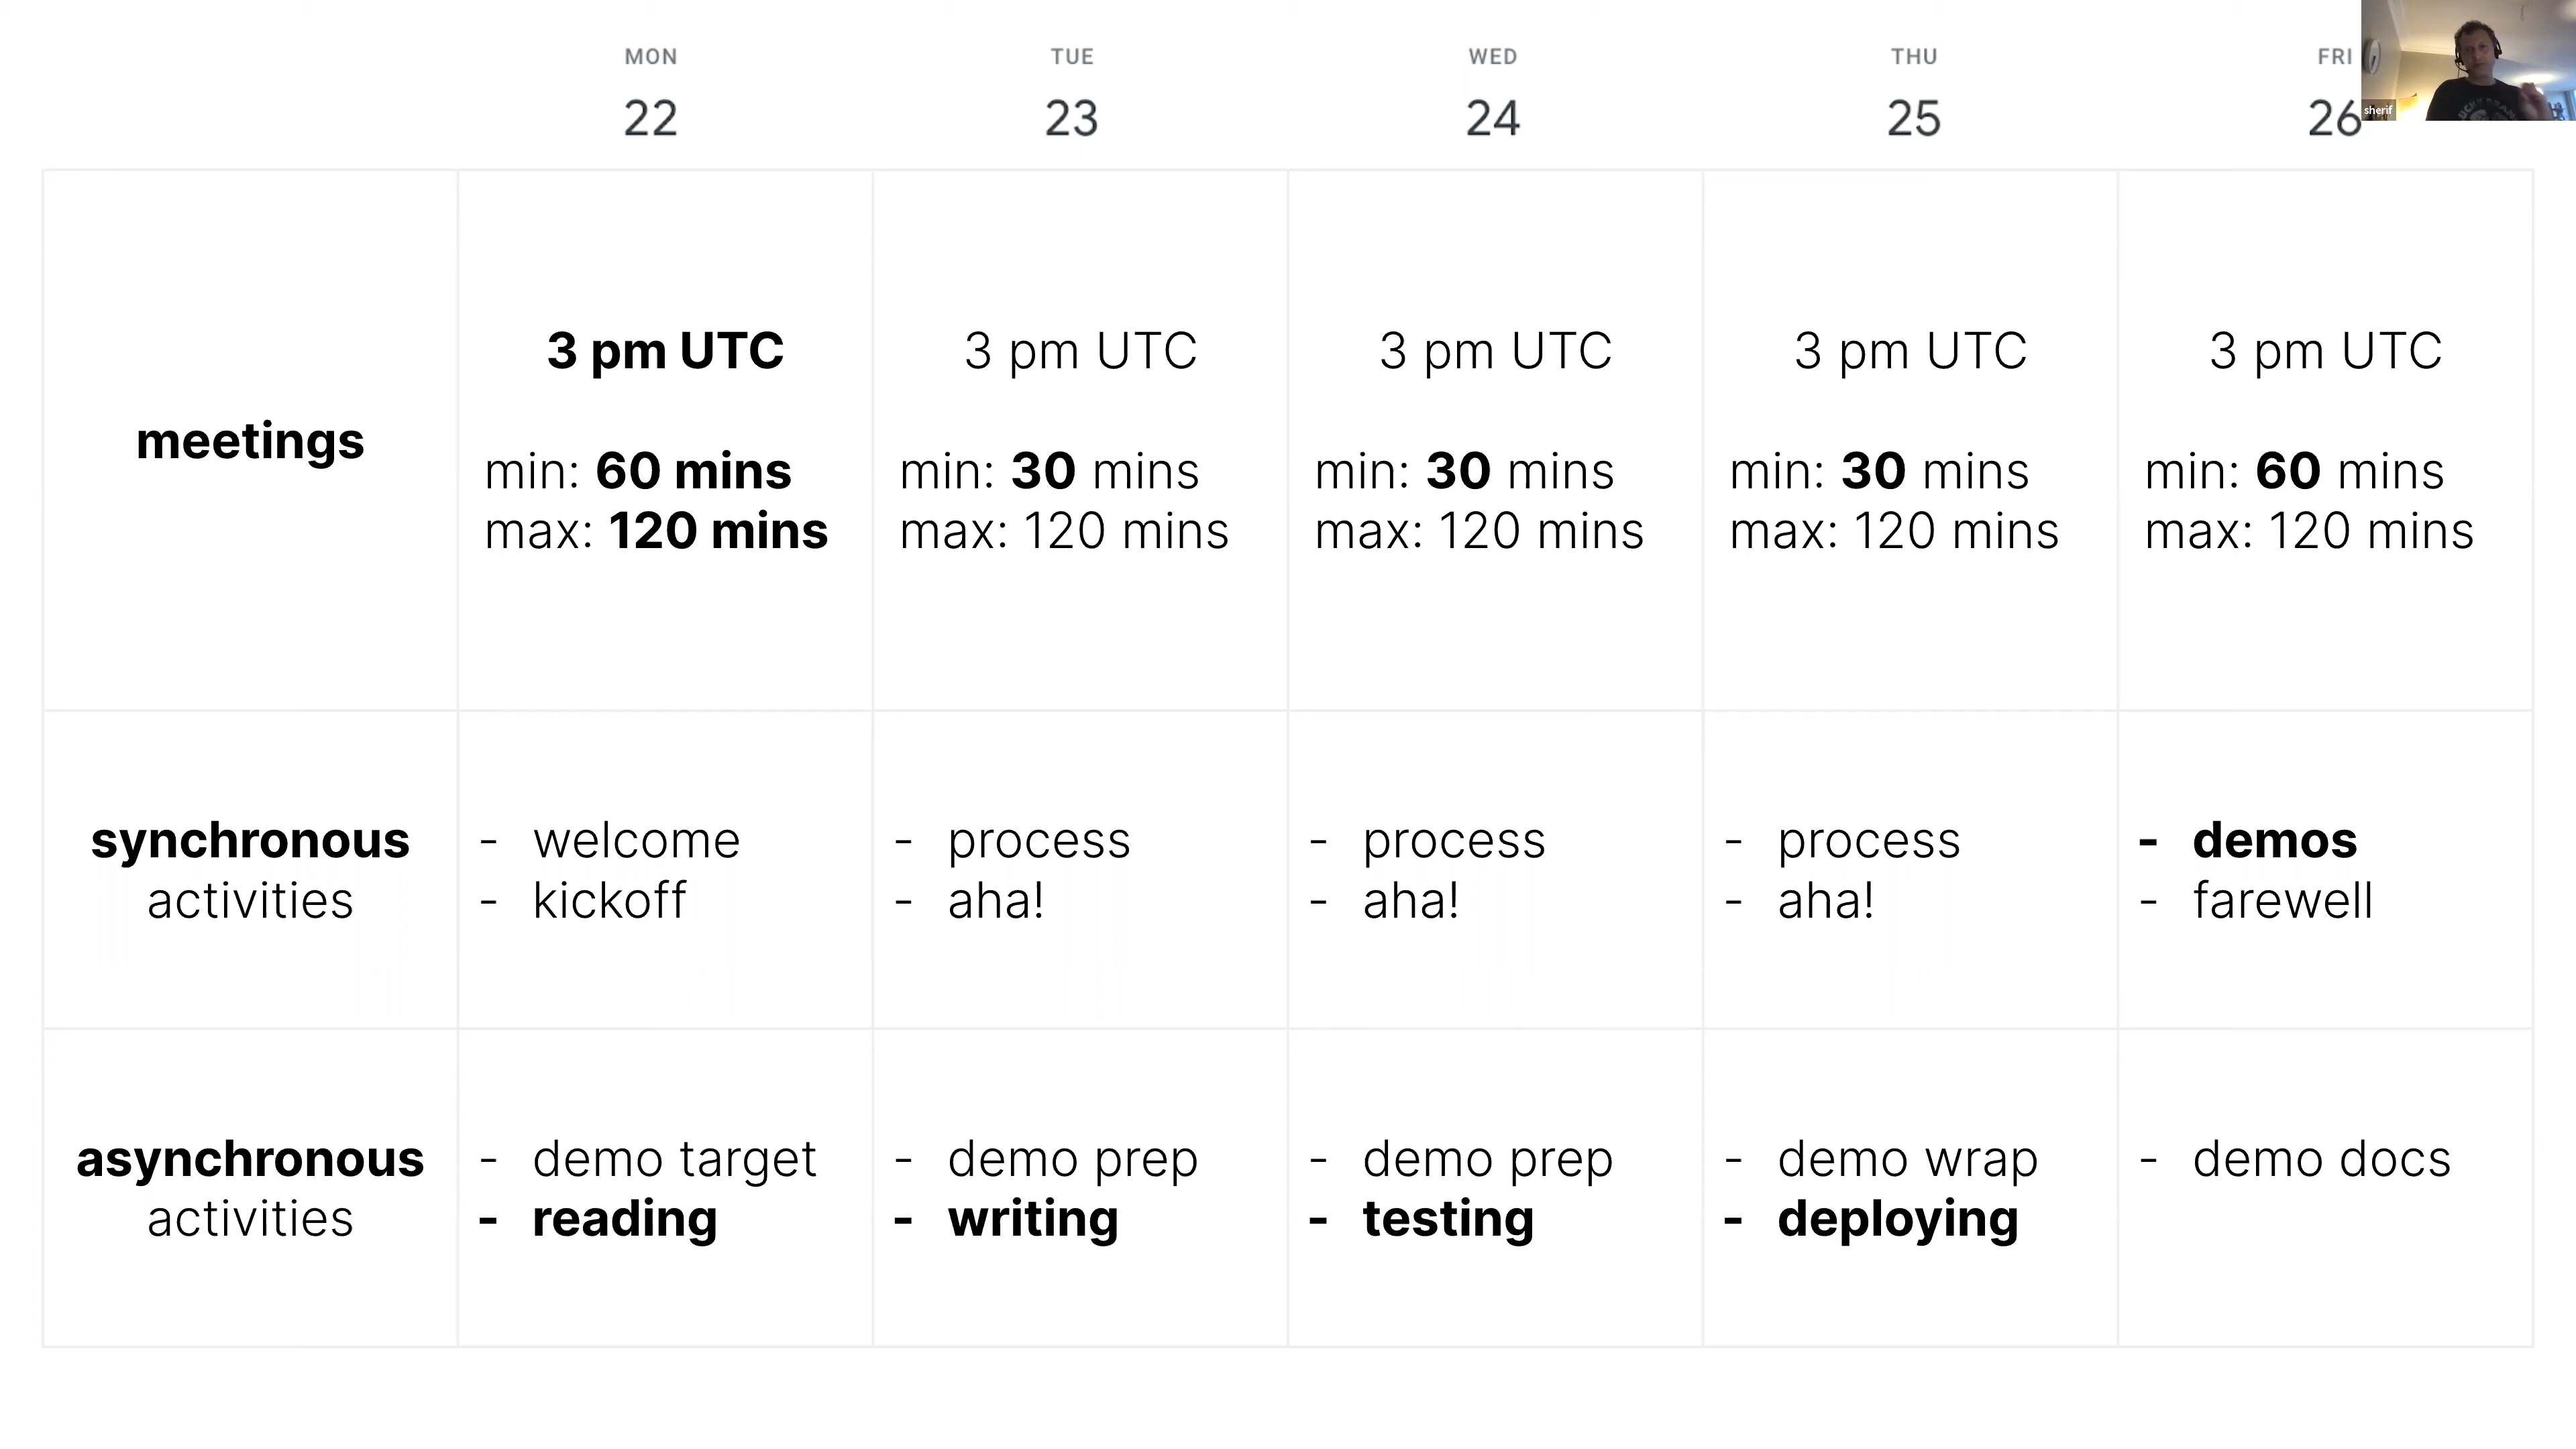 MON
TUE
WED
THU
FRI
22
23
24
25
26
sherif
meetings
3 pm UTC
min: 60 mins
max: 120 mins
3 pm UTC
min: 30 mins
max: 120 mins
3 pm UTC
min: 30 mins
max: 120 mins
3 pm UTC
min: 30 mins
max: 120 mins
3 pm UTC
min: 60 mins
max: 120 mins
synchronous
activities
- welcome
- kickoff
- process
- aha!
- process
- aha!
- process
- aha!
- demos
- farewell
asynchronous
activities
- demo target
- reading
- demo prep
- writing
- demo prep
- testing
- demo wrap
- deploying
- demo docs